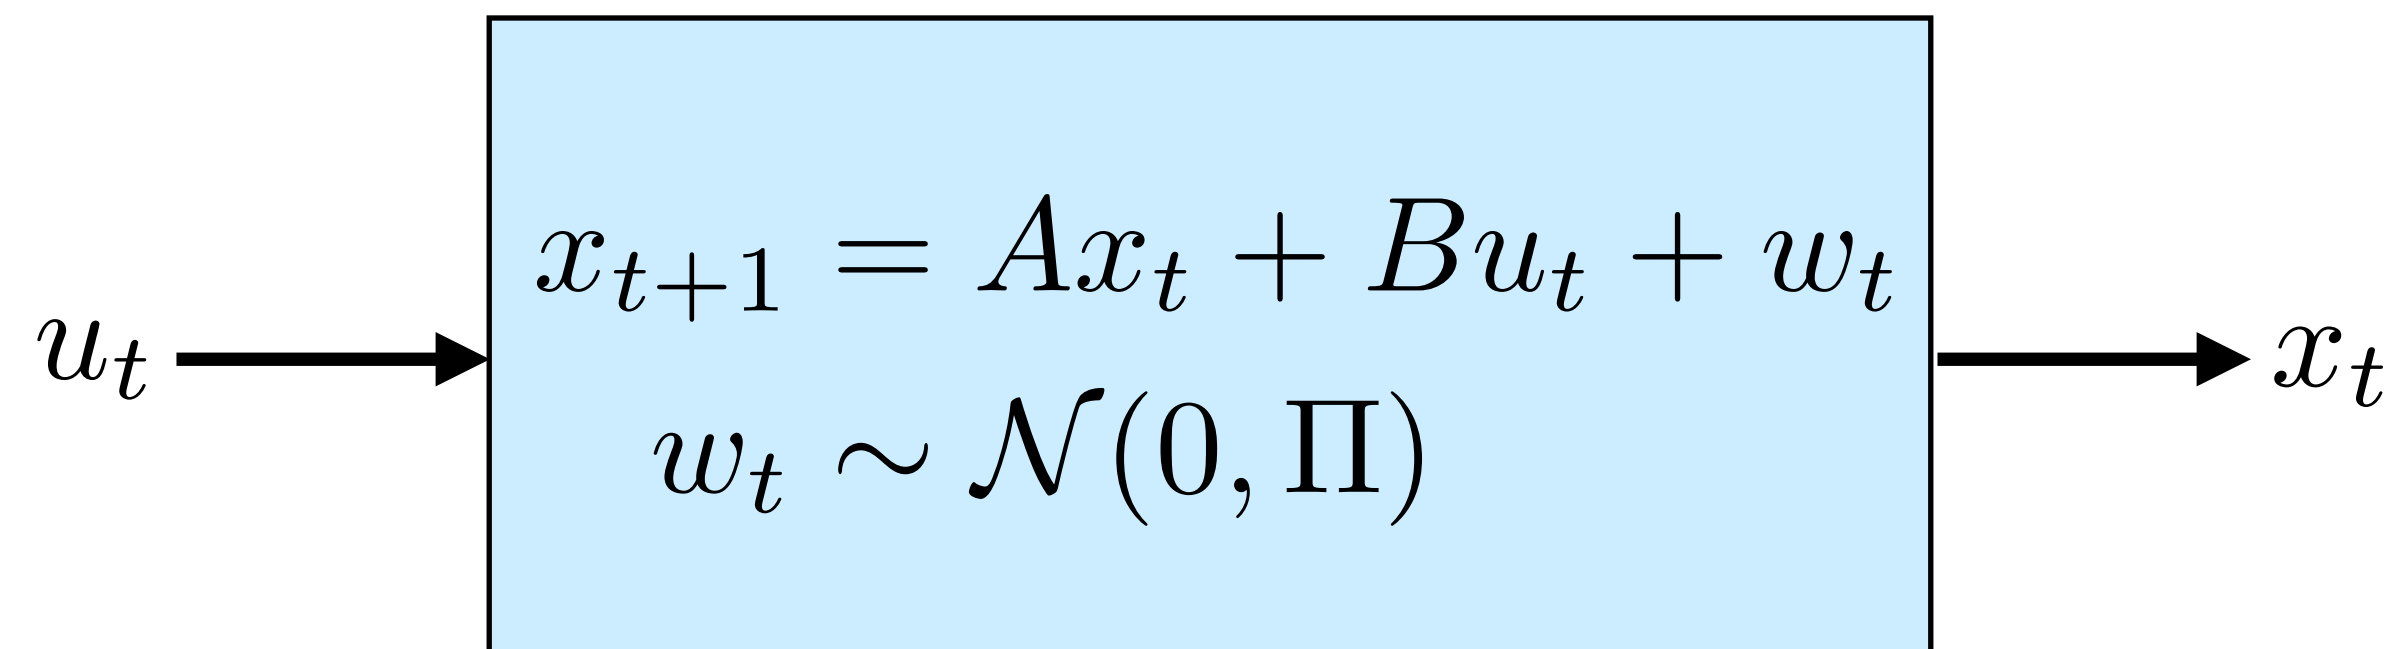 u_t
x_{t+1} = Ax_t + Bu_t + w_t
w_t ∼ 𝒩(0, Π)
x_t